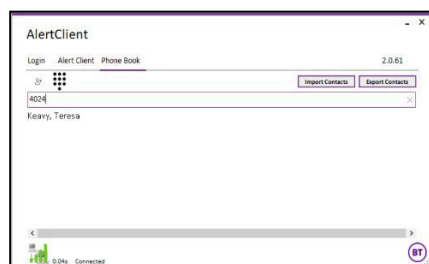 AlertClient
Login Alert Client Phone Book 2.0.61
Import Contacts Export Contacts
4024
Keavy, Teresa
0.04s Connected
BT